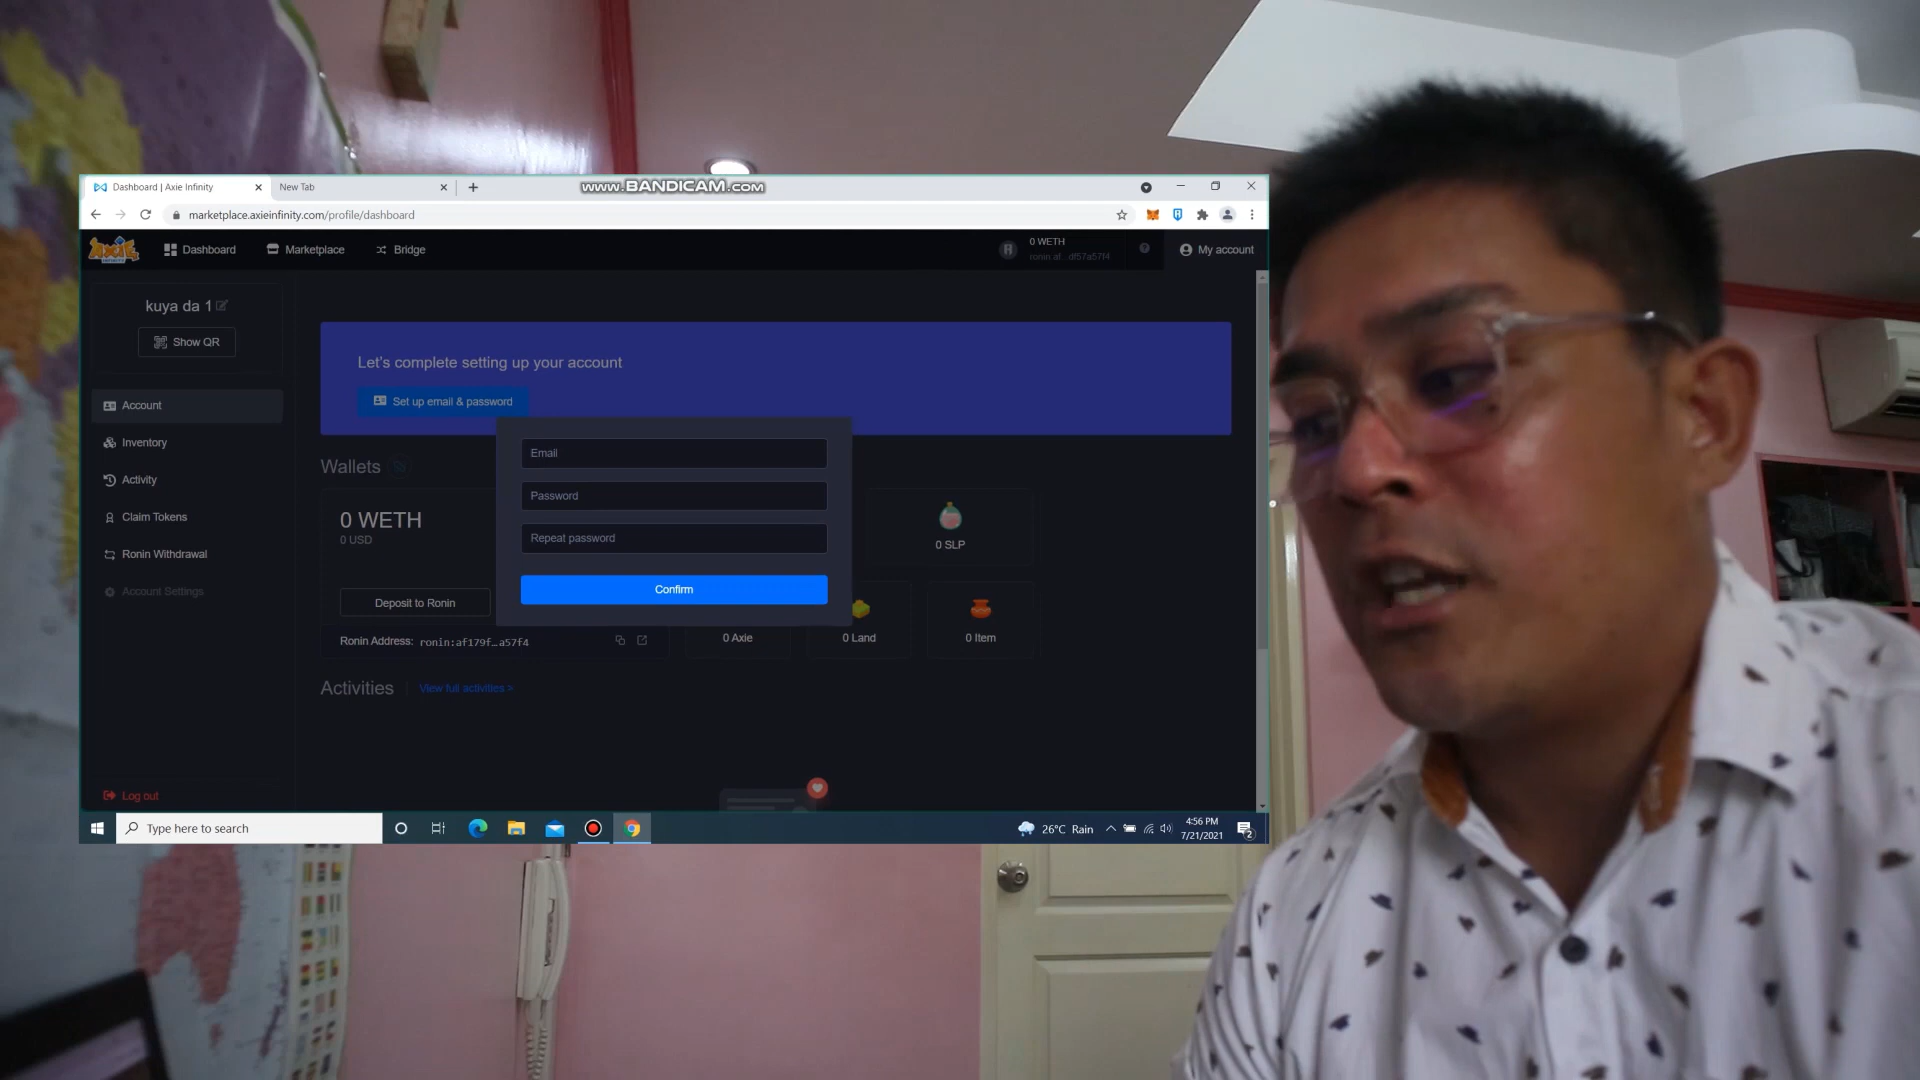 Dashboard | Axie Infinity
New Tab
www.BANDICAM.com
marketplace.axieinfinity.com/profile/dashboard
Dashboard
Marketplace
Bridge
0 WETH
ronin:af...df57a57f4
My account
kuya da 1
Show QR
Let's complete setting up your account
Set up email & password
Account
Inventory
Activity
Claim Tokens
Ronin Withdrawal
Account Settings
Log out
Wallets
0 WETH
0 USD
Deposit to Ronin
Ronin Address: ronin:af179f…a57f4
Email
Password
Repeat password
Confirm
0 SLP
0 Axie
0 Land
0 Item
Activities
View full activities >
Type here to search
26°C Rain
4:56 PM
7/21/2021
2